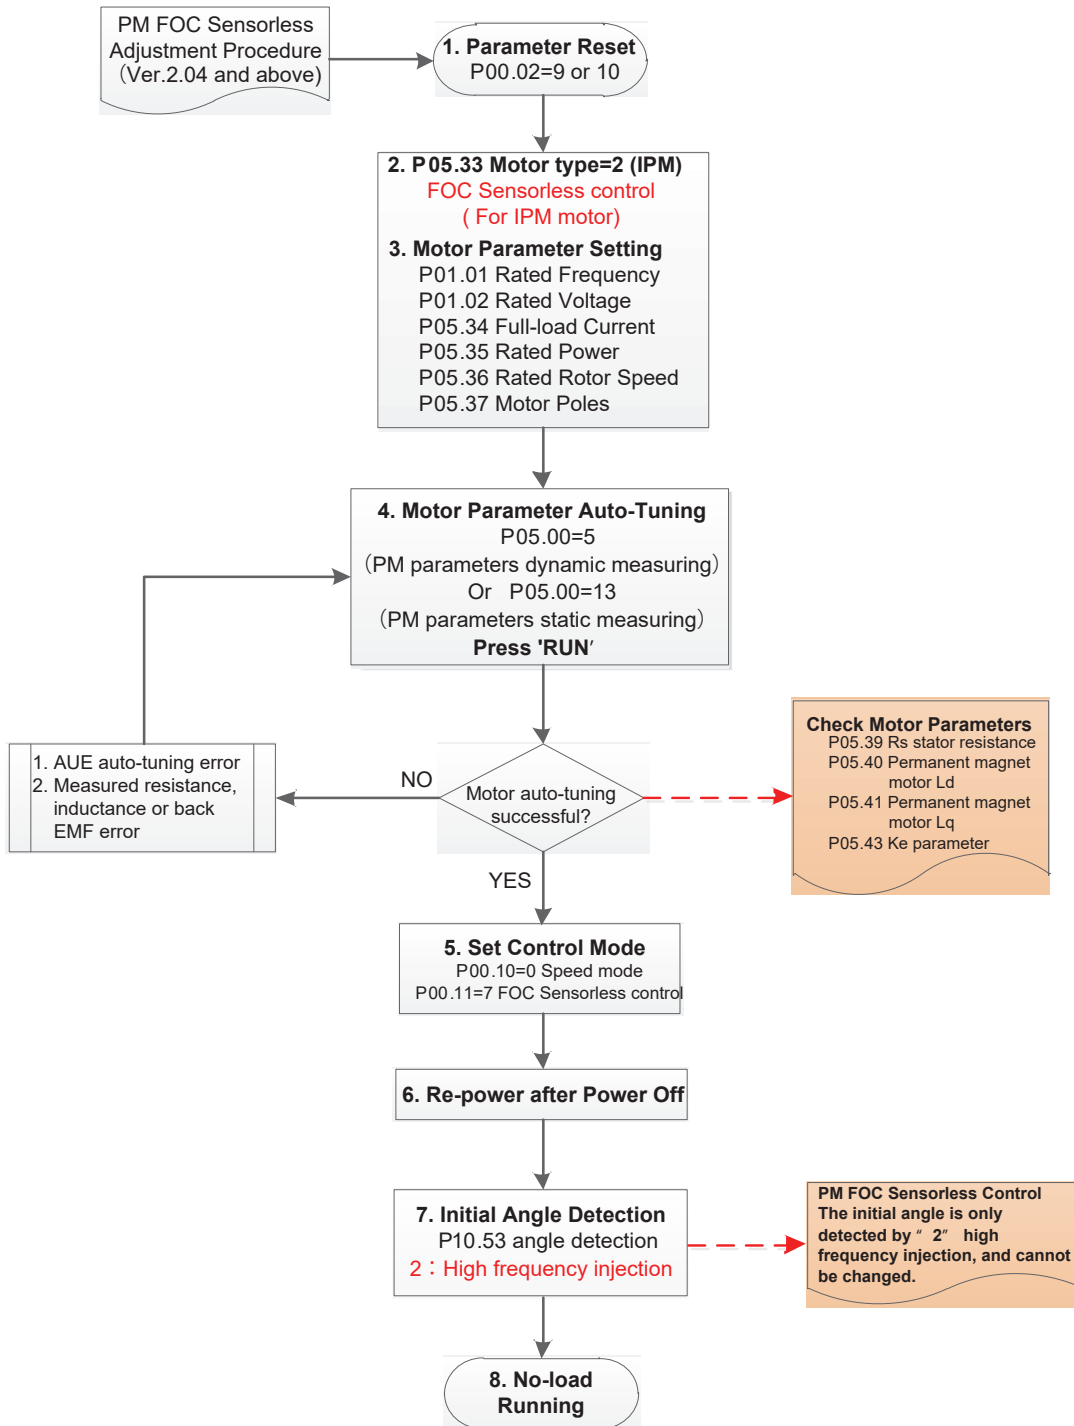 PM FOC Sensorless
Adjustment Procedure
(Ver.2.04 and above)
1. Parameter Reset
P00.02=9 or 10
2. P05.33 Motor type=2 (IPM)
FOC Sensorless control
( For IPM motor)
3. Motor Parameter Setting
P01.01 Rated Frequency
P01.02 Rated Voltage
P05.34 Full-load Current
P05.35 Rated Power
P05.36 Rated Rotor Speed
P05.37 Motor Poles
4. Motor Parameter Auto-Tuning
P05.00=5
(PM parameters dynamic measuring)
Or P05.00=13
(PM parameters static measuring)
Press 'RUN'
Motor auto-tuning
successful?
NO
1. AUE auto-tuning error
2. Measured resistance,
inductance or back
EMF error
Check Motor Parameters
P05.39 Rs stator resistance
P05.40 Permanent magnet
motor Ld
P05.41 Permanent magnet
motor Lq
P05.43 Ke parameter
YES
5. Set Control Mode
P00.10=0 Speed mode
P00.11=7 FOC Sensorless control
6. Re-power after Power Off
7. Initial Angle Detection
P10.53 angle detection
2：High frequency injection
PM FOC Sensorless Control
The initial angle is only
detected by “ 2” high
frequency injection, and cannot
be changed.
8. No-load
Running